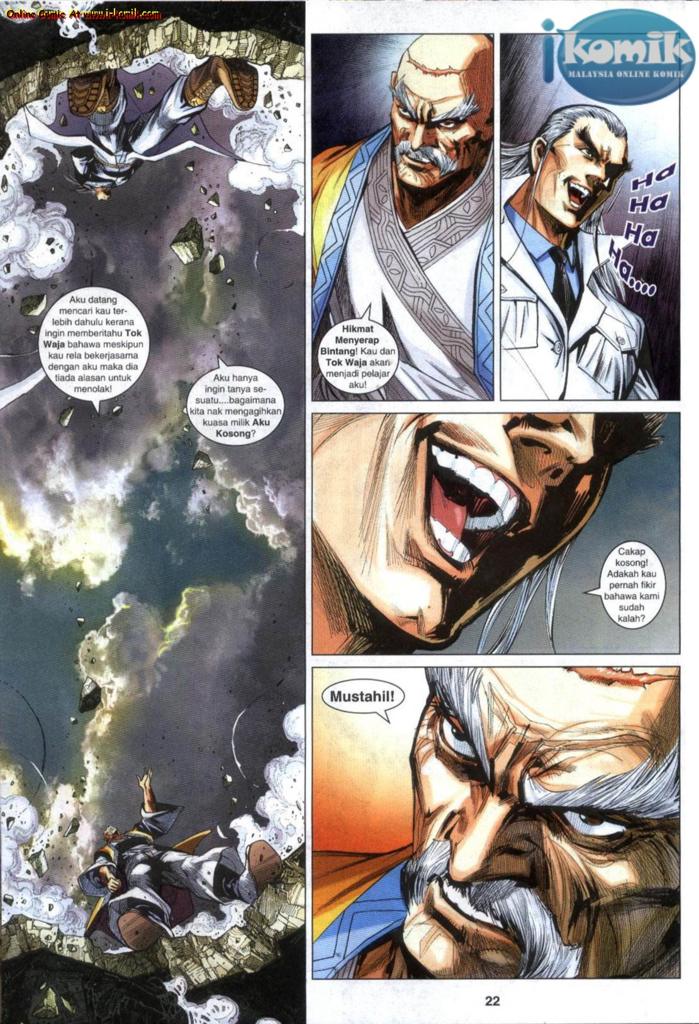 Online Comic At www.i-komik.com
ikomik
MALAYSIA ONLINE KOMIK
Aku datang
mencari kau ter-
lebih dahulu kerana
ingin memberitahu Tok
Waja bahawa meskipun
kau rela bekerjasama
dengan aku maka dia
tiada alasan untuk
menolak!
Aku hanya
ingin tanya se-
suatu....bagaimana
kita nak mengagihkan
kuasa milik Aku
Kosong?
Hikmat
Menyerap
Bintang! Kau dan
Tok Waja akan
menjadi pelajar
aku!
Ha
Ha
Ha
Ha....
Cakap
kosong!
Adakah kau
pernah fikir
bahawa kami
sudah
kalah?
Mustahil!
22